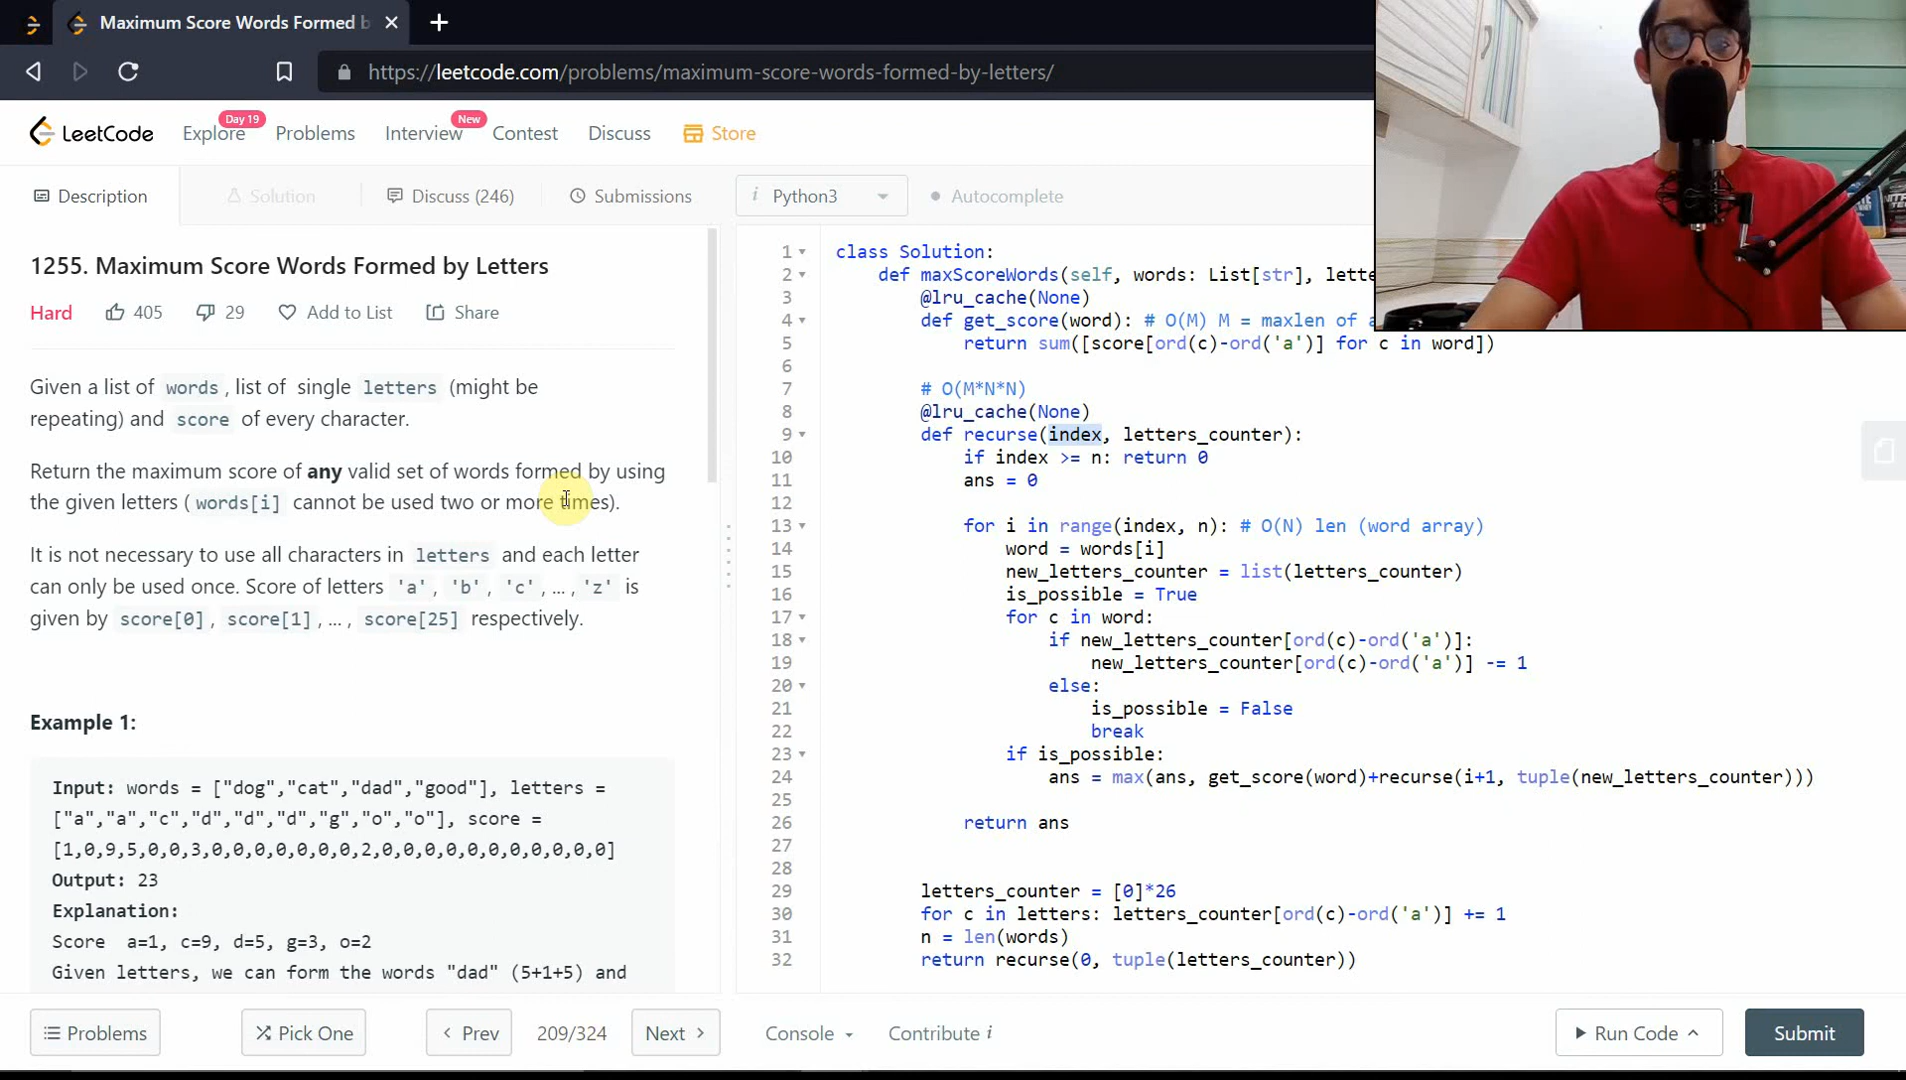 Maximum Score Words Formed b
https://leetcode.com/problems/maximum-score-words-formed-by-letters/
LeetCode
Explore
Day 19
Problems
Interview
New
Contest
Discuss
Store
Description
Solution
Discuss (246)
Submissions
i Python3
Autocomplete
1255. Maximum Score Words Formed by Letters
Hard
405
29
Add to List
Share
Given a list of words, list of single letters (might be
repeating) and score of every character.
Return the maximum score of any valid set of words formed by using
the given letters (words[i] cannot be used two or more times).
It is not necessary to use all characters in letters and each letter
can only be used once. Score of letters 'a', 'b', 'c', ... ,'z' is
given by score[0], score[1], ... , score[25] respectively.
Example 1:
Input: words = ["dog","cat","dad","good"], letters =
["a","a","c","d","d","d","g","o","o"], score =
[1,0,9,5,0,0,3,0,0,0,0,0,0,0,2,0,0,0,0,0,0,0,0,0,0,0]
Output: 23
Explanation:
Score  a=1, c=9, d=5, g=3, o=2
Given letters, we can form the words "dad" (5+1+5) and
1 class Solution:
2 def maxScoreWords(self, words: List[str], lette
3 @lru_cache(None)
4 def get_score(word): # O(M) M = maxlen of a
5 return sum([score[ord(c)-ord('a')] for c in word])
6
7 # O(M*N*N)
8 @lru_cache(None)
9 def recurse(index, letters_counter):
10 if index >= n: return 0
11 ans = 0
12
13 for i in range(index, n): # O(N) len (word array)
14 word = words[i]
15 new_letters_counter = list(letters_counter)
16 is_possible = True
17 for c in word:
18 if new_letters_counter[ord(c)-ord('a')]:
19 new_letters_counter[ord(c)-ord('a')] -= 1
20 else:
21 is_possible = False
22 break
23 if is_possible:
24 ans = max(ans, get_score(word)+recurse(i+1, tuple(new_letters_counter)))
25
26 return ans
27
28
29 letters_counter = [0]*26
30 for c in letters: letters_counter[ord(c)-ord('a')] += 1
31 n = len(words)
32 return recurse(0, tuple(letters_counter))
Problems
Pick One
Prev
209/324
Next
Console
Contribute i
Run Code
Submit